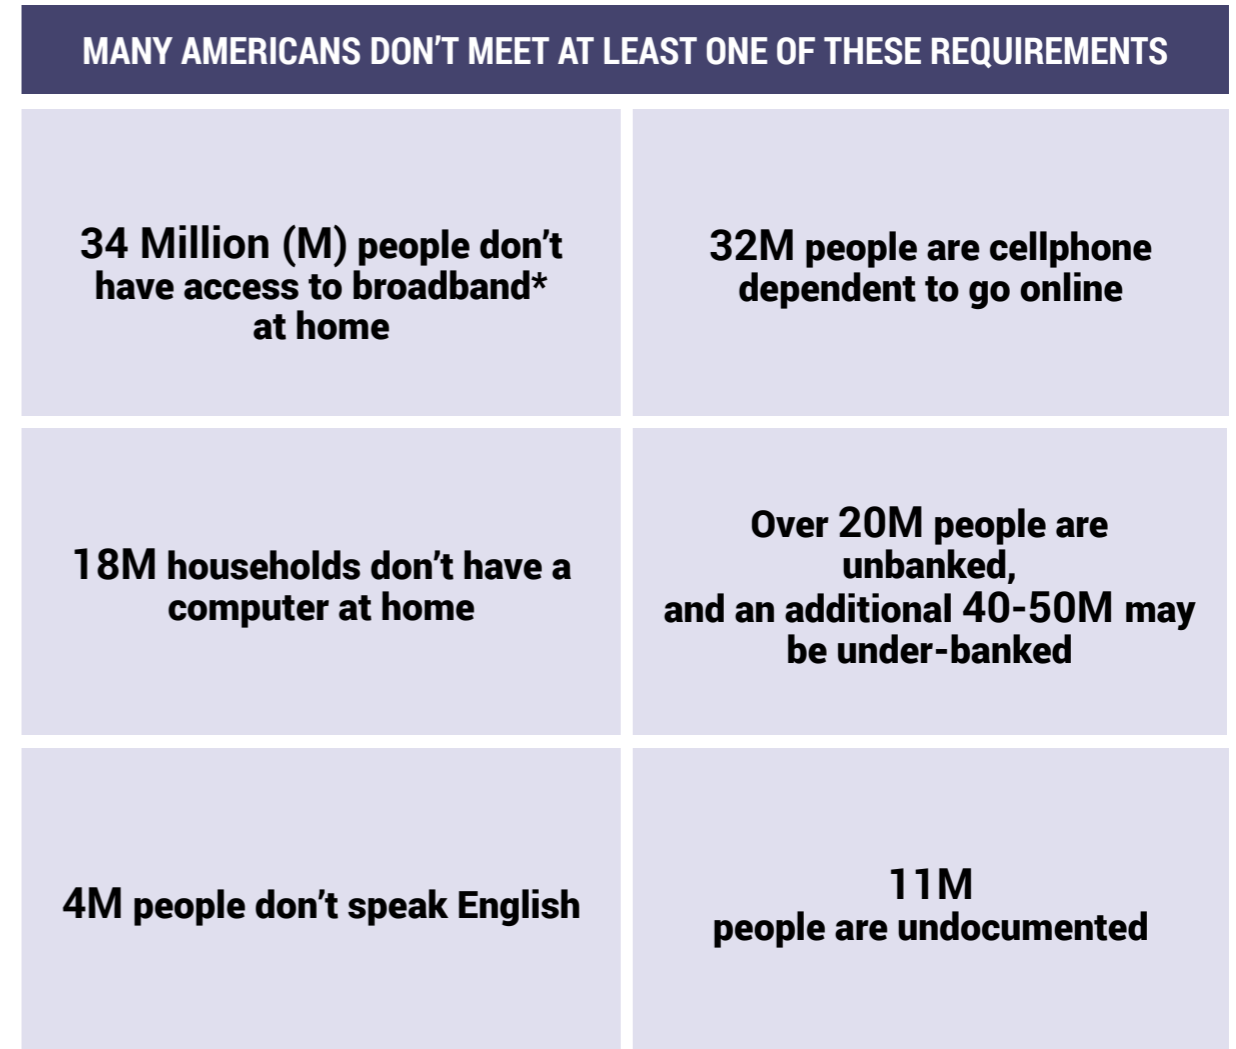 MANY AMERICANS DON'T MEET AT LEAST ONE OF THESE REQUIREMENTS
34 Million (M) people don't
have access to broadband*
at home
32M people are cellphone
dependent to go online
18M households don't have a
computer at home
Over 20M people are
unbanked,
and an additional 40-50M may
be under-banked
4M people don't speak English
11M
people are undocumented